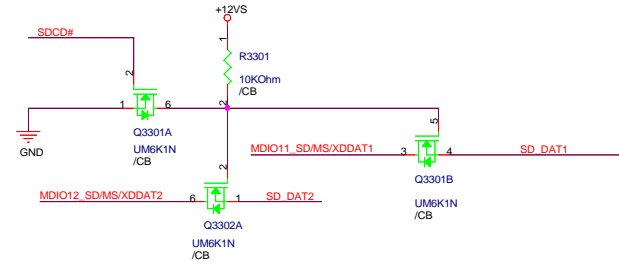 +12VS
SDCD#
1
R3301
2
10KOhm
/CB
2
1
6
5
GND
Q3301A
UM6K1N
/CB
2
MDIO11_SD/MS/XDDAT1
3
4
SD_DAT1
Q3301B
MDIO12_SD/MS/XDDAT2
6
1
SD_DAT2
UM6K1N
/CB
Q3302A
UM6K1N
/CB